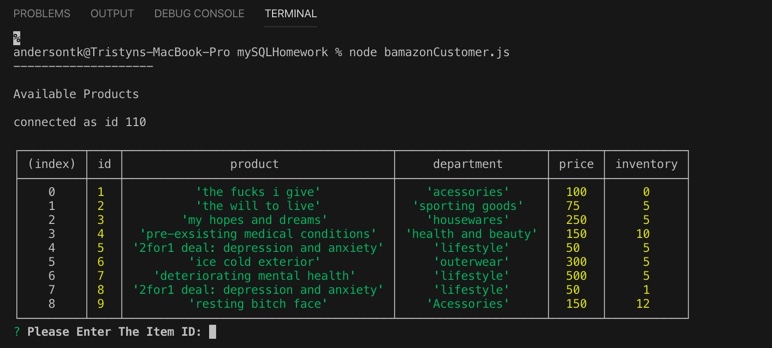 PROBLEMS OUTPUT DEBUG CONSOLE TERMINAL
%
andersontk@Tristyns-MacBook-Pro mySQLHomework % node bamazonCustomer.js
--------------------
Available Products
connected as id 110
(index) id product department price inventory
0 1 'the fucks i give' 'acessories' 100 0
1 2 'the will to live' 'sporting goods' 75 5
2 3 'my hopes and dreams' 'housewares' 250 5
3 4 'pre-exsisting medical conditions' 'health and beauty' 150 10
4 5 '2for1 deal: depression and anxiety' 'lifestyle' 50 5
5 6 'ice cold exterior' 'outerwear' 300 5
6 7 'deteriorating mental health' 'lifestyle' 500 5
7 8 '2for1 deal: depression and anxiety' 'lifestyle' 50 1
8 9 'resting bitch face' 'Acessories' 150 12
? Please Enter The Item ID: